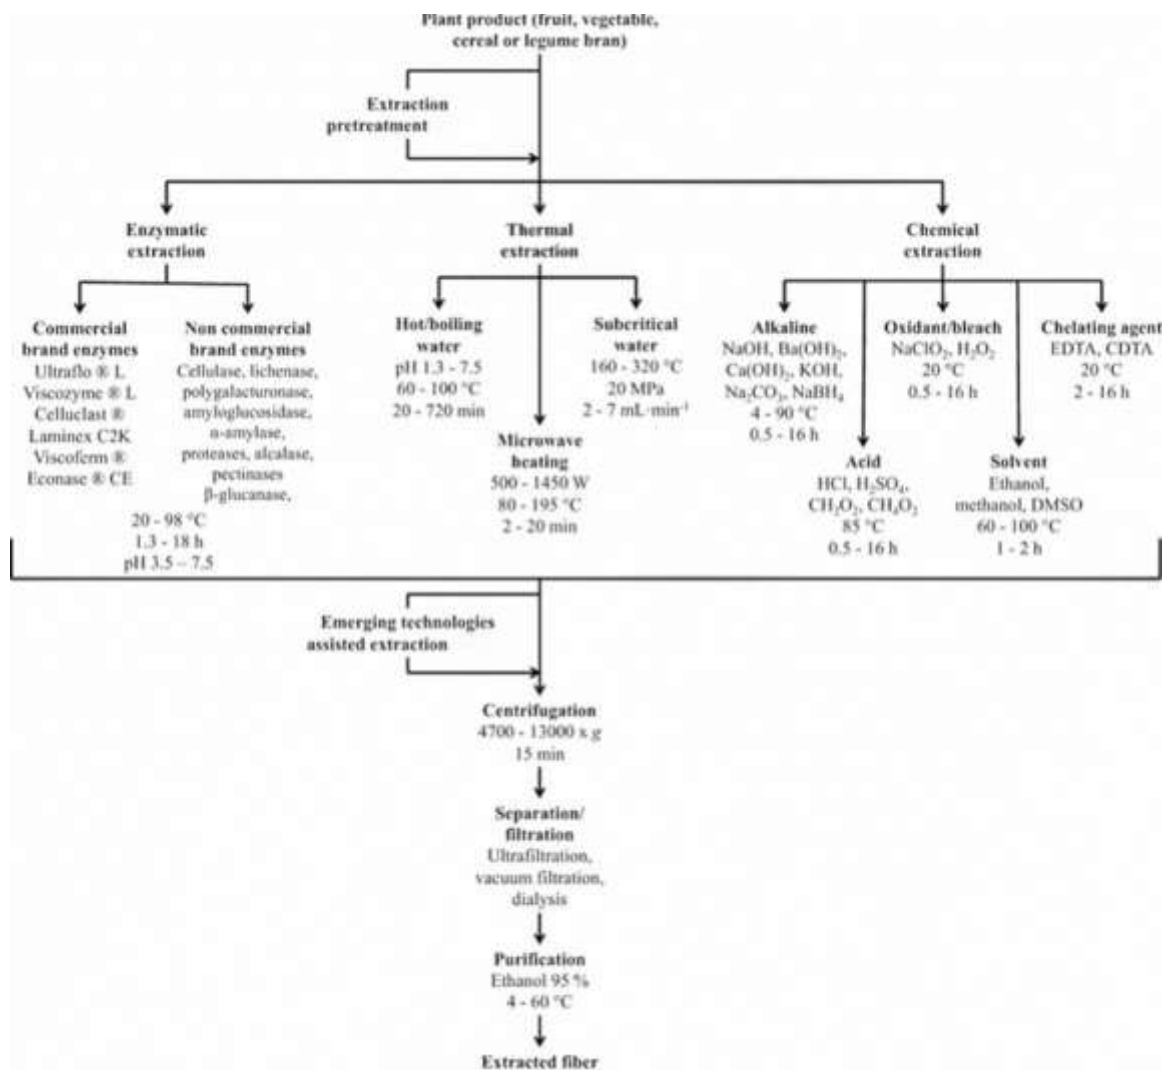 Plant product (fruit, vegetable,
cereal or legume bran)
Extraction
pretreatment
Enzymatic
extraction
Thermal
extraction
Chemical
extraction
Commercial
brand enzymes
Ultraflo ® L
Viscozyme ® L
Celluclast ®
Laminex C2K
Viscoferm ®
Econase ® CE
Non commercial
brand enzymes
Cellulase, lichenase,
polygalacturonase,
amyloglucosidase,
α-amylase,
proteases, alcalase,
pectinases
β-glucanase,
20 - 98 °C
1.3 - 18 h
pH 3.5 – 7.5
Hot/boiling
water
pH 1.3 - 7.5
60 - 100 °C
20 - 720 min
Microwave
heating
500 - 1450 W
80 - 195 °C
2 - 20 min
Subcritical
water
160 - 320 °C
20 MPa
2 - 7 mL·min⁻¹
Alkaline
NaOH, Ba(OH)₂,
Ca(OH)₂, KOH,
Na₂CO₃, NaBH₄
4 - 90 °C
0.5 - 16 h
Acid
HCl, H₂SO₄,
CH₂O₂, CH₄O₂
85 °C
0.5 - 16 h
Oxidant/bleach
NaClO₂, H₂O₂
20 °C
0.5 - 16 h
Solvent
Ethanol,
methanol, DMSO
60 - 100 °C
1 - 2 h
Chelating agent
EDTA, CDTA
20 °C
2 - 16 h
Emerging technologies
assisted extraction
Centrifugation
4700 - 13000 x g
15 min
Separation/
filtration
Ultrafiltration,
vacuum filtration,
dialysis
Purification
Ethanol 95 %
4 - 60 °C
Extracted fiber